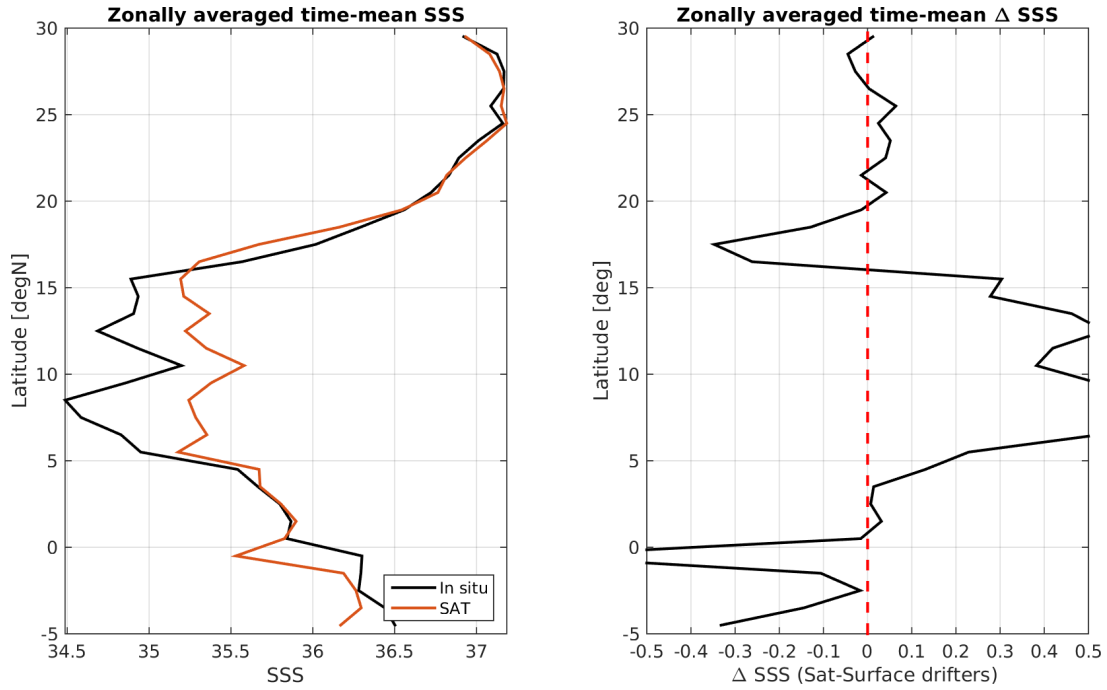 Zonally averaged time-mean SSS
30
25
20
15
10
5
0
-5
Latitude [degN]
34.5 35 35.5 36 36.5 37
SSS
In situ
SAT
Zonally averaged time-mean Δ SSS
30
25
20
15
10
5
0
-5
Latitude [deg]
-0.5 -0.4 -0.3 -0.2 -0.1 0 0.1 0.2 0.3 0.4 0.5
Δ SSS (Sat-Surface drifters)